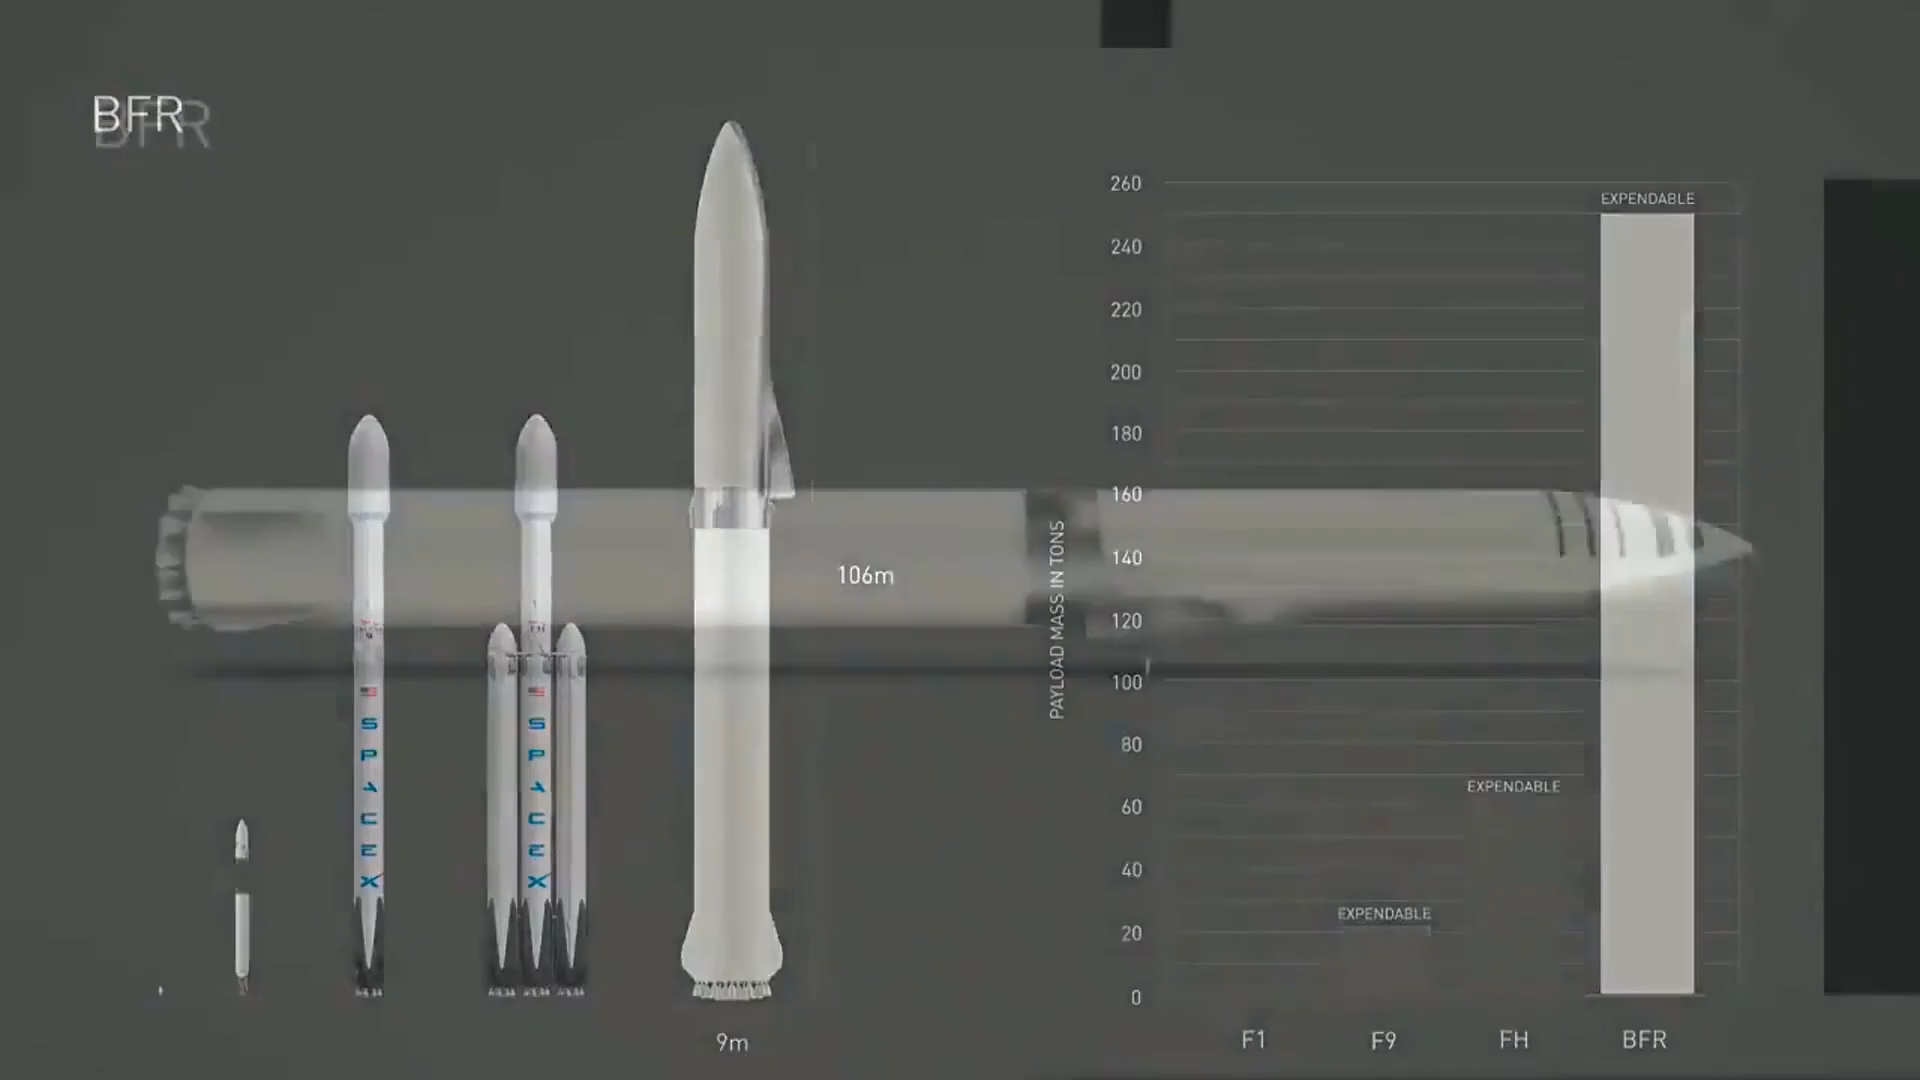 BFR
BFR
SPACEX
SPACEX
106m
9m
PAYLOAD MASS IN TONS
260
240
220
200
180
160
140
120
100
80
60
40
20
0
EXPENDABLE
EXPENDABLE
EXPENDABLE
F1
F9
FH
BFR